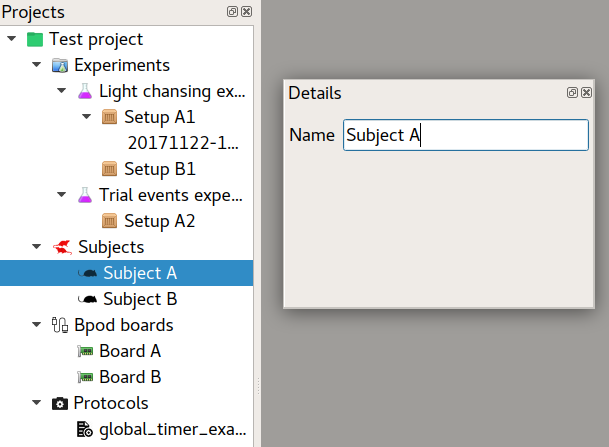 Projects
Test project
Experiments
Light chansing ex...
Setup A1
20171122-1...
Setup B1
Trial events expe...
Setup A2
Subjects
Subject A
Subject B
Bpod boards
Board A
Board B
Protocols
global_timer_exa...
Details
Name Subject A